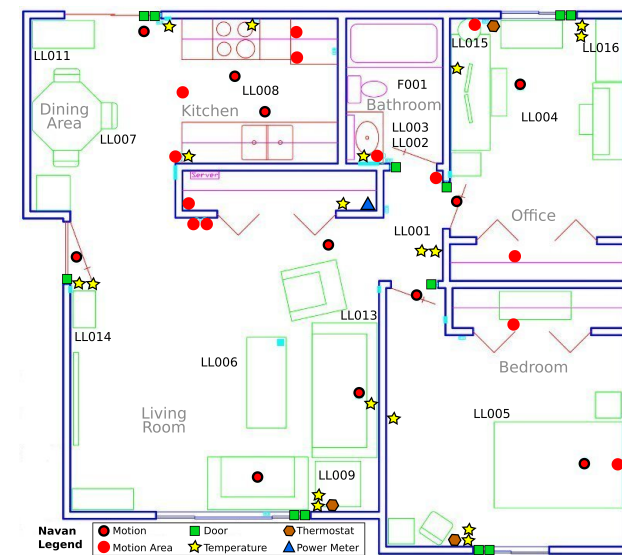 LL011
LL015
LL016
F001
Dining
Area
LL008
Kitchen
Bathroom
LL004
LL007
LL003
LL002
Server
Office
LL001
LL013
LL014
LL006
Bedroom
Living
Room
LL005
LL009
Navan
Legend
Motion
Door
Thermostat
Motion Area
Temperature
Power Meter